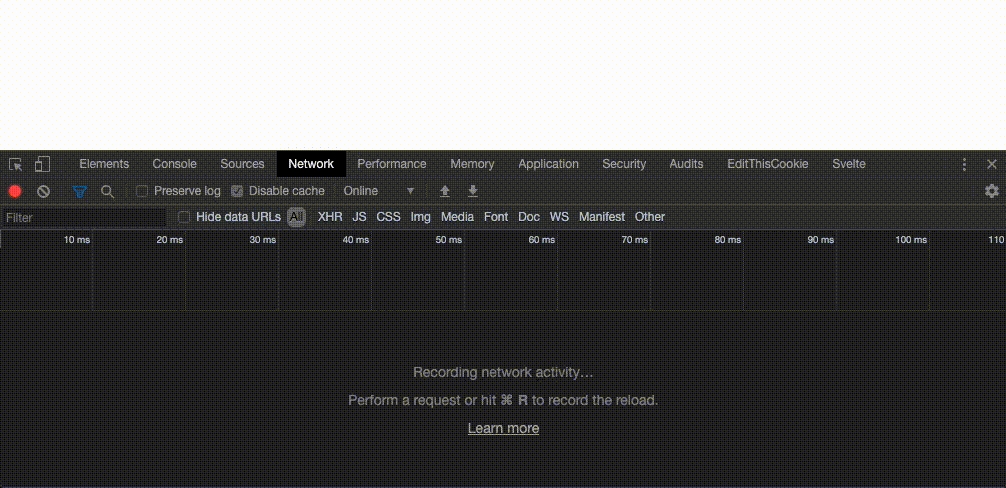 Elements Console Sources Network Performance Memory Application Security Audits EditThisCookie Svelte
Preserve log Disable cache Online
Filter Hide data URLs All XHR JS CSS Img Media Font Doc WS Manifest Other
10 ms 20 ms 30 ms 40 ms 50 ms 60 ms 70 ms 80 ms 90 ms 100 ms 110
Recording network activity…
Perform a request or hit ⌘ R to record the reload.
Learn more